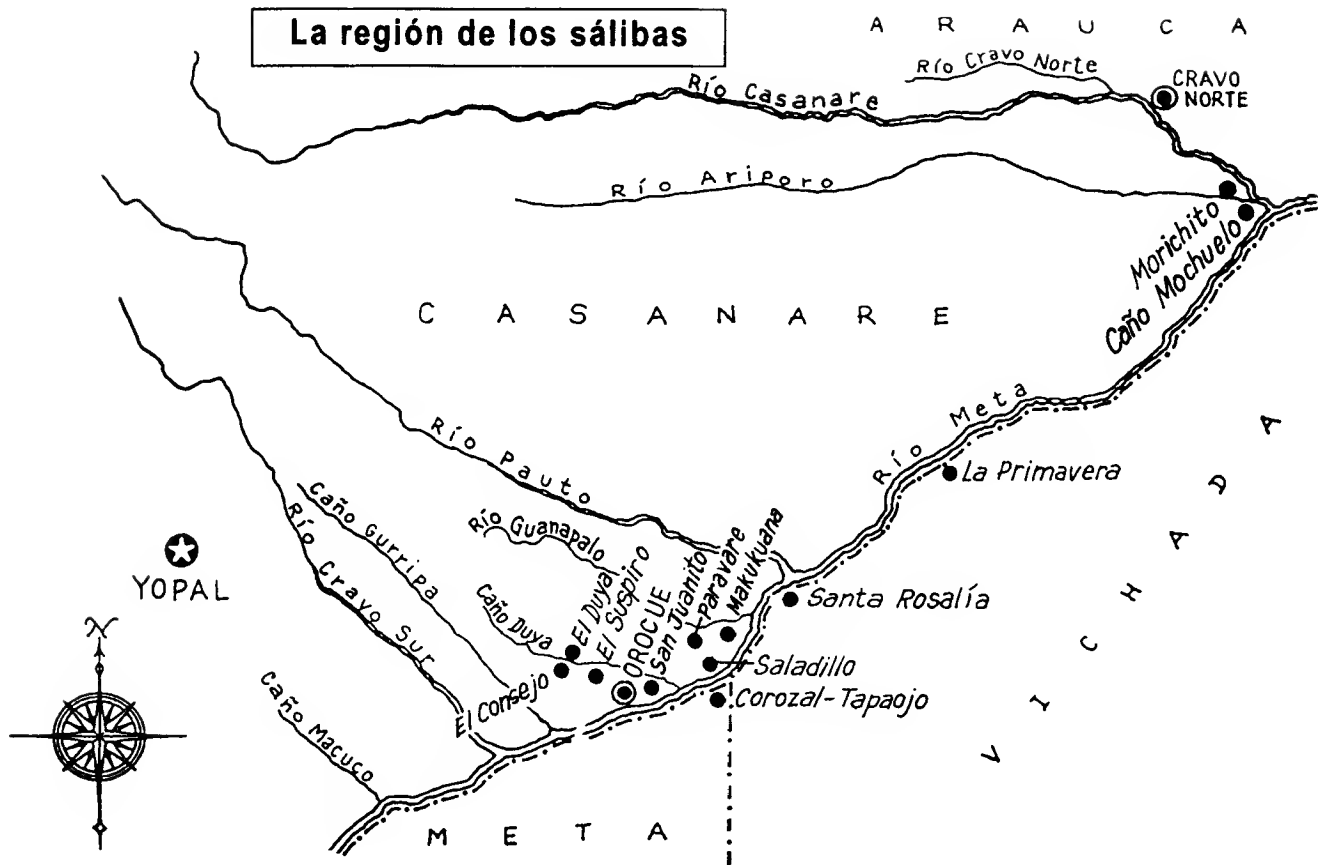 La región de los sálibas
ARAUCA
Río Cravo Norte
CRAVO
NORTE
Río Casanare
Río Ariporo
Morichito
Caño Mochuelo
CASANARE
Río Meta
La Primavera
VICHADA
Río Pauto
Caño Gurripa
Río Guanapalo
Río Cravo Sur
YOPAL
Caño Duya
El Duya
El Suspiro
OROCUE
San Juanito
Paravare
Makukuana
Santa Rosalía
Saladillo
Corozal-Tapaojo
El Consejo
N
Caño Macuco
META